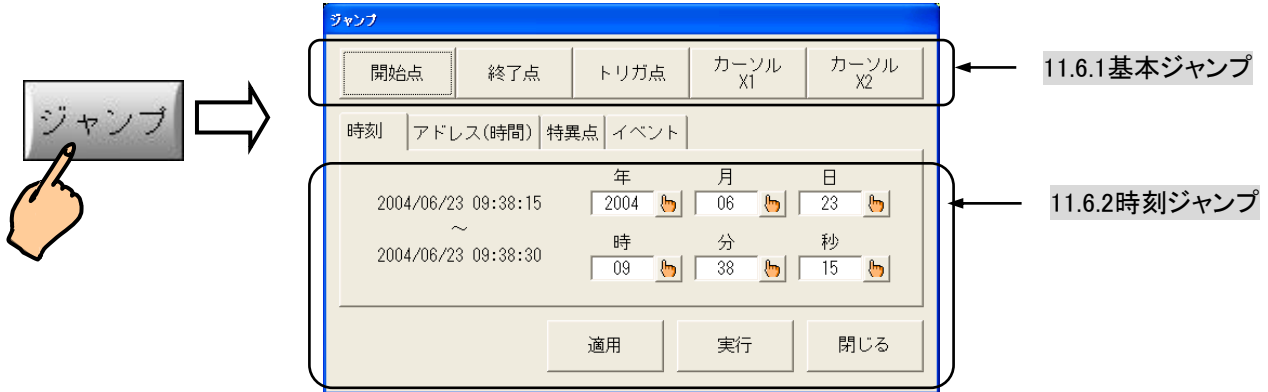 ジャンプ
ジャンプ
開始点
終了点
トリガ点
カーソル
X1
カーソル
X2
11.6.1基本ジャンプ
時刻
アドレス(時間)
特異点
イベント
年
月
日
2004/06/23 09:38:15
2004
06
23
11.6.2時刻ジャンプ
～
時
分
秒
2004/06/23 09:38:30
09
38
15
適用
実行
閉じる